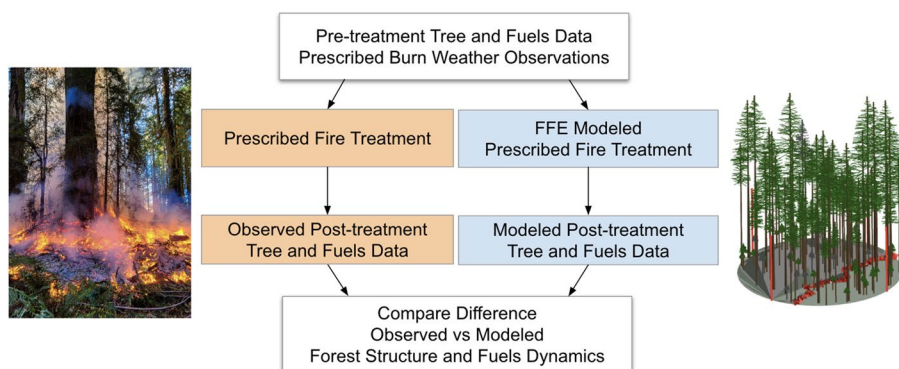 Pre-treatment Tree and Fuels Data
Prescribed Burn Weather Observations
Prescribed Fire Treatment
FFE Modeled
Prescribed Fire Treatment
Observed Post-treatment
Tree and Fuels Data
Modeled Post-treatment
Tree and Fuels Data
Compare Difference
Observed vs Modeled
Forest Structure and Fuels Dynamics